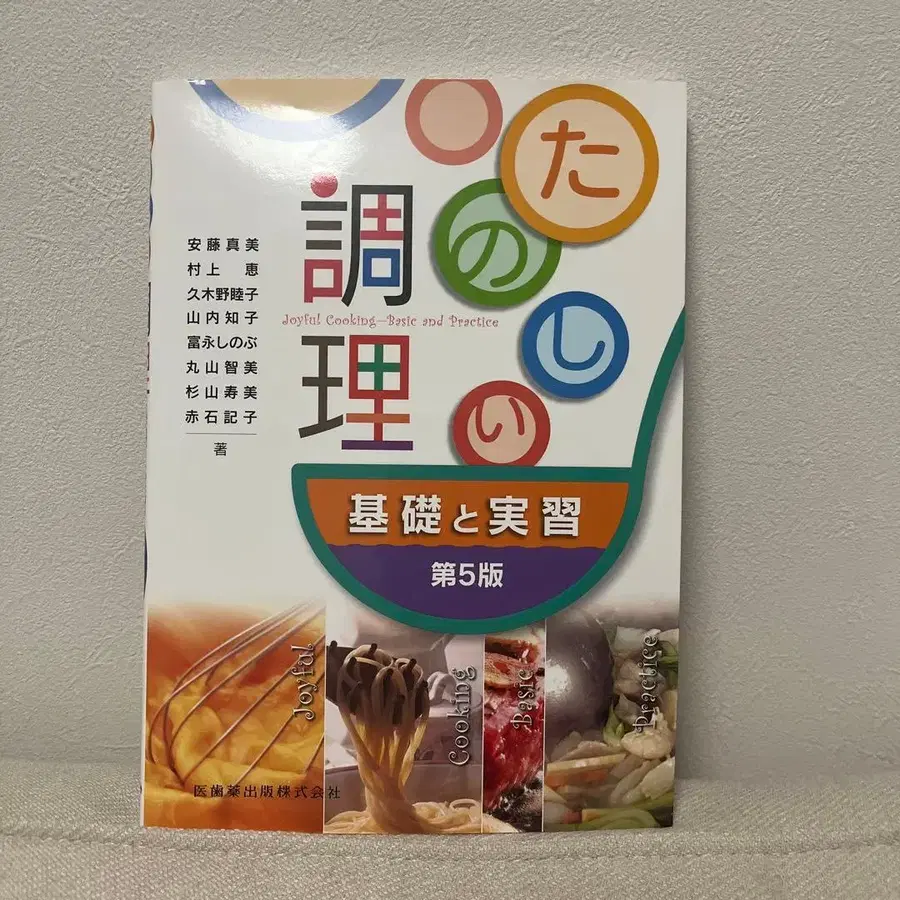 たのしい
調理
Joyful Cooking—Basic and Practice
基礎と実習
第5版
安藤真美
村上 恵
久木野睦子
山内知子
富永しのぶ
丸山智美
杉山寿美
赤石記子
著
Joyful
Cooking
Basic
Practice
医歯薬出版株式会社